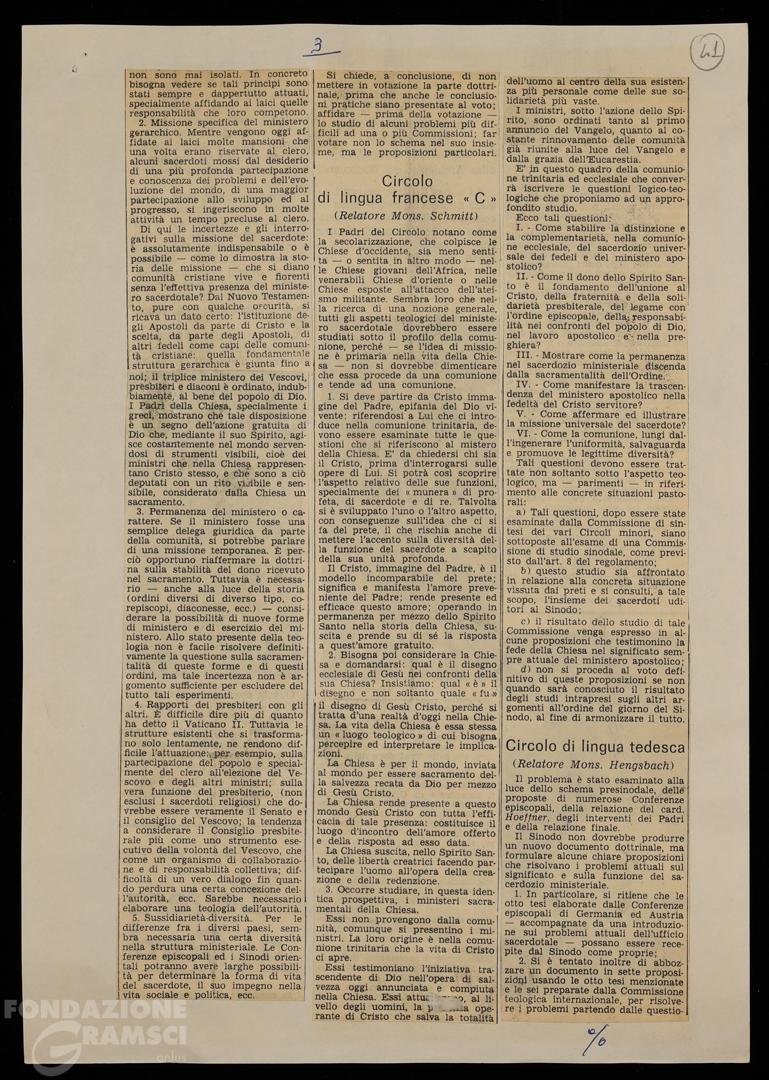 3
41
non sono mai isolati. In concreto
bisogna vedere se tali principi sono
stati sempre e dappertutto attuati,
specialmente affidando ai laici quelle
responsabilità che loro competono.
2. Missione specifica del ministero
gerarchico. Mentre vengono oggi af-
fidate ai laici molte mansioni che
una volta erano riservate al clero,
alcuni sacerdoti mossi dal desiderio
di una più profonda partecipazione
e conoscenza dei problemi e dell'evo-
luzione del mondo, di una maggior
partecipazione allo sviluppo ed al
progresso, si ingeriscono in molte
attività un tempo precluse al clero.
Di qui le incertezze e gli interro-
gativi sulla missione del sacerdote:
è assolutamente indispensabile o è
possibile — come lo dimostra la sto-
ria delle missione — che si diano
comunità cristiane vive e fiorenti
senza l'effettiva presenza del ministe-
ro sacerdotale? Dal Nuovo Testamen-
to, pure con qualche oscurità, si
ricava un dato certo: l'istituzione de-
gli Apostoli da parte di Cristo e la
scelta, da parte degli Apostoli, di
altri fedeli come capi delle comuni-
tà cristiane: quella fondamentale
struttura gerarchica è giunta fino a
noi; il triplice ministero dei Vescovi,
presbiteri e diaconi è ordinato, indub-
biamente, al bene del popolo di Dio.
I Padri della Chiesa, specialmente i
greci, mostrano che tale disposizione
è un segno dell'azione gratuita di
Dio che, mediante il suo Spirito, agi-
sce costantemente nel mondo serven-
dosi di strumenti visibili, cioè dei
ministri che nella Chiesa rappresen-
tano Cristo stesso, e che sono a ciò
deputati con un rito visibile e sen-
sibile, considerato dalla Chiesa un
sacramento.
3. Permanenza del ministero o ca-
rattere. Se il ministero fosse una
semplice delega giuridica da parte
della comunità, si potrebbe parlare
di una missione temporanea. È per-
ciò opportuno riaffermare la dottri-
na sulla stabilità del dono ricevuto
nel sacramento. Tuttavia è necessa-
rio — anche alla luce della storia
(ordini diversi di diverso tipo, co-
repiscopi, diaconesse, ecc.) — consi-
derare la possibilità di nuove forme
di ministero e di esercizio del mi-
nistero. Allo stato presente della teo-
logia non è facile risolvere definiti-
vamente la questione sulla sacramen-
talità di queste forme e di questi
ordini, ma tale incertezza non è ar-
gomento sufficiente per escludere del
tutto tali esperimenti.
4. Rapporti dei presbiteri con gli
altri. È difficile dire più di quanto
ha detto il Vaticano II. Tuttavia le
strutture esistenti che si trasforma-
no solo lentamente, ne rendono dif-
ficile l'attuazione: per esempio, sulla
partecipazione del popolo e special-
mente del clero all'elezione del Ve-
scovo e degli altri ministri; sulla
vera funzione del presbiterio, (non
esclusi i sacerdoti religiosi) che do-
vrebbe essere veramente il Senato e
il consiglio del Vescovo; la tendenza
a considerare il Consiglio presbite-
rale più come uno strumento ese-
cutivo della volontà del Vescovo, che
come un organismo di collaborazio-
ne e di responsabilità collettiva; dif-
ficoltà di un vero dialogo fin quan-
do perdura una certa concezione del-
l'autorità, ecc. Sarebbe necessario
elaborare una teologia dell'autorità.
5. Sussidiarietà-diversità. Per le
differenze fra i diversi paesi, sem-
bra necessaria una certa diversità
nella struttura ministeriale. Le Con-
ferenze episcopali ed i Sinodi orien-
tali potranno avere larghe possibili-
tà per determinare la forma di vita
del sacerdote, il suo impegno nella
vita sociale e politica, ecc.
Si chiede, a conclusione, di non
mettere in votazione la parte dottri-
nale, prima che anche le conclusio-
ni pratiche siano presentate al voto;
affidare — prima della votazione —
lo studio di alcuni problemi più dif-
ficili ad una o più Commissioni; far
votare non lo schema nel suo insie-
me, ma le proposizioni particolari.
Circolo
di lingua francese « C »
(Relatore Mons. Schmitt)
I Padri del Circolo notano come
la secolarizzazione, che colpisce le
Chiese d'occidente, sia meno senti-
ta — o sentita in altro modo — nel-
le Chiese giovani dell'Africa, nelle
venerabili Chiese d'oriente o nelle
Chiese esposte all'attacco dell'atei-
smo militante. Sembra loro che nel-
la ricerca di una nozione generale,
tutti gli aspetti teologici del ministe-
ro sacerdotale dovrebbero essere
studiati sotto il profilo della comu-
nione, perché — se l'idea di missio-
ne è primaria nella vita della Chie-
sa — non si dovrebbe dimenticare
che essa procede da una comunione
e tende ad una comunione.
1. Si deve partire da Cristo imma-
gine del Padre, epifania del Dio vi-
vente: riferendosi a Lui che ci intro-
duce nella comunione trinitaria, de-
vono essere esaminate tutte le que-
stioni che si riferiscono al mistero
della Chiesa. E' da chiedersi chi sia
il Cristo, prima d'interrogarsi sulle
opere di Lui. Si potrà così scoprire
l'aspetto relativo delle sue funzioni,
specialmente dei « munera » di pro-
feta, di sacerdote e di re. Talvolta
si è sviluppato l'uno o l'altro aspetto,
con conseguenze sull'idea che ci si
fa del prete, il che rischia anche di
mettere l'accento sulla diversità del-
la funzione del sacerdote a scapito
della sua unità profonda.
Il Cristo, immagine del Padre, è il
modello incomparabile del prete;
significa e manifesta l'amore preve-
niente del Padre; rende presente ed
efficace questo amore; operando in
permanenza per mezzo dello Spirito
Santo nella storia della Chiesa, su-
scita e prende su di sé la risposta
a quest'amore gratuito.
2. Bisogna poi considerare la Chie-
sa e domandarsi: qual è il disegno
ecclesiale di Gesù nei confronti della
sua Chiesa? Insistiamo: qual « è » il
disegno e non soltanto quale « fu »
il disegno di Gesù Cristo, perché si
tratta d'una realtà d'oggi nella Chie-
sa. La vita della Chiesa è essa stessa
un « luogo teologico » di cui bisogna
percepire ed interpretare le implica-
zioni.
La Chiesa è per il mondo, inviata
al mondo per essere sacramento del-
la salvezza recata da Dio per mezzo
di Gesù Cristo.
La Chiesa rende presente a questo
mondo Gesù Cristo con tutta l'effi-
cacia di tale presenza: costituisce il
luogo d'incontro dell'amore offerto
e della risposta ad esso data.
La Chiesa suscita, nello Spirito San-
to, delle libertà creatrici facendo par-
tecipare l'uomo all'opera della crea-
zione e della redenzione.
3. Occorre studiare, in questa iden-
tica prospettiva, i ministeri sacra-
mentali della Chiesa.
Essi non provengono dalla comu-
nità, comunque si presentino i mi-
nistri. La loro origine è nella comu-
nione trinitaria che la vita di Cristo
ci apre.
Essi testimoniano l'iniziativa tra-
scendente di Dio nell'opera di sal-
vezza oggi annunciata e compiuta
nella Chiesa. Essi al li-
vello degli uomini, la ope-
rante di Cristo che salva la totalità
dell'uomo al centro della sua esisten-
za più personale come delle sue so-
lidarietà più vaste.
I ministri, sotto l'azione dello Spi-
rito, sono ordinati tanto al primo
annuncio del Vangelo, quanto al co-
stante rinnovamento delle comunità
già riunite alla luce del Vangelo e
dalla grazia dell'Eucarestia.
E' in questo quadro della comunio-
ne trinitaria ed ecclesiale che conver-
rà iscrivere le questioni logico-teo-
logiche che proponiamo ad un appro-
fondito studio.
Ecco tali questioni:
I. - Come stabilire la distinzione e
la complementarietà, nella comunio-
ne ecclesiale, del sacerdozio univer-
sale dei fedeli e del ministero apo-
stolico?
II. - Come il dono dello Spirito San-
to è il fondamento dell'unione al
Cristo, della fraternità e della soli-
darietà presbiterale, del legame con
l'ordine episcopale, della responsabi-
lità nei confronti del popolo di Dio,
nel lavoro apostolico e nella pre-
ghiera?
III. - Mostrare come la permanenza
nel sacerdozio ministeriale discenda
dalla sacramentalità dell'Ordine.
IV. - Come manifestare la trascen-
denza del ministero apostolico nella
fedeltà del Cristo servitore?
V. - Come affermare ed illustrare
la missione universale del sacerdote?
VI. - Come la comunione, lungi dal-
l'ingenerare l'uniformità, salvaguarda
e promuove le legittime diversità?
Tali questioni devono essere trat-
tate non soltanto sotto l'aspetto teo-
logico, ma — parimenti — in riferi-
mento alle concrete situazioni pasto-
rali:
a) Tali questioni, dopo essere state
esaminate dalla Commissione di sin-
tesi dei vari Circoli minori, siano
sottoposte all'esame di una Commis-
sione di studio sinodale, come previ-
sto dall'art. 8 del regolamento;
b) questo studio sia affrontato
in relazione alla concreta situazione
vissuta dai preti e si consulti, a tale
scopo, l'insieme dei sacerdoti udi-
tori al Sinodo;
c) il risultato dello studio di tale
Commissione venga espresso in al-
cune proposizioni che testimonino la
fede della Chiesa nel significato sem-
pre attuale del ministero apostolico;
d) non si proceda al voto defi-
nitivo di queste proposizioni se non
quando sarà conosciuto il risultato
degli studi intrapresi sugli altri ar-
gomenti all'ordine del giorno del Si-
nodo, al fine di armonizzare il tutto.
Circolo di lingua tedesca
(Relatore Mons. Hengsbach)
Il problema è stato esaminato alla
luce dello schema presinodale, delle
proposte di numerose Conferenze
episcopali, della relazione del card.
Hoeffner, degli interventi dei Padri
e della relazione finale.
Il Sinodo non dovrebbe produrre
un nuovo documento dottrinale, ma
formulare alcune chiare proposizioni
che risolvano i problemi attuali sul
significato e sulla funzione del sa-
cerdozio ministeriale.
1. In particolare, si ritiene che le
otto tesi elaborate dalle Conferenze
episcopali di Germania ed Austria
— accompagnate da una introduzio-
ne sui problemi attuali dell'ufficio
sacerdotale — possano essere rece-
pite dal Sinodo come proprie;
2. Si è tentato inoltre di abboz-
zare un documento in sette proposi-
zioni usando le otto tesi menzionate
e le sei preparate dalla Commissione
teologica internazionale, per risolve-
re i problemi partendo dalle questio-
%
FONDAZIONE
GRAMSCI
onlus